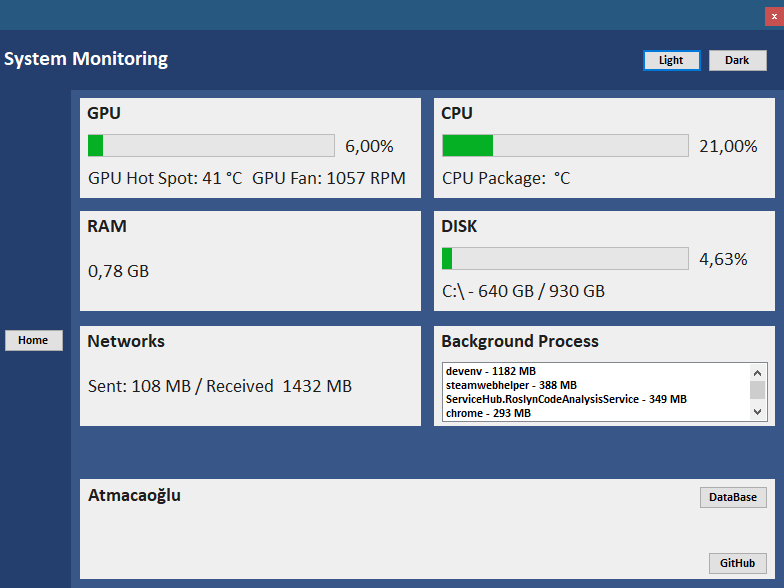 x
System Monitoring
Light
Dark
GPU
6,00%
GPU Hot Spot: 41 °C GPU Fan: 1057 RPM
CPU
21,00%
CPU Package: °C
RAM
0,78 GB
DISK
4,63%
C:\ - 640 GB / 930 GB
Home
Networks
Sent: 108 MB / Received 1432 MB
Background Process
devenv - 1182 MB
steamwebhelper - 388 MB
ServiceHub.RoslynCodeAnalysisService - 349 MB
chrome - 293 MB
Atmacaoğlu
DataBase
GitHub